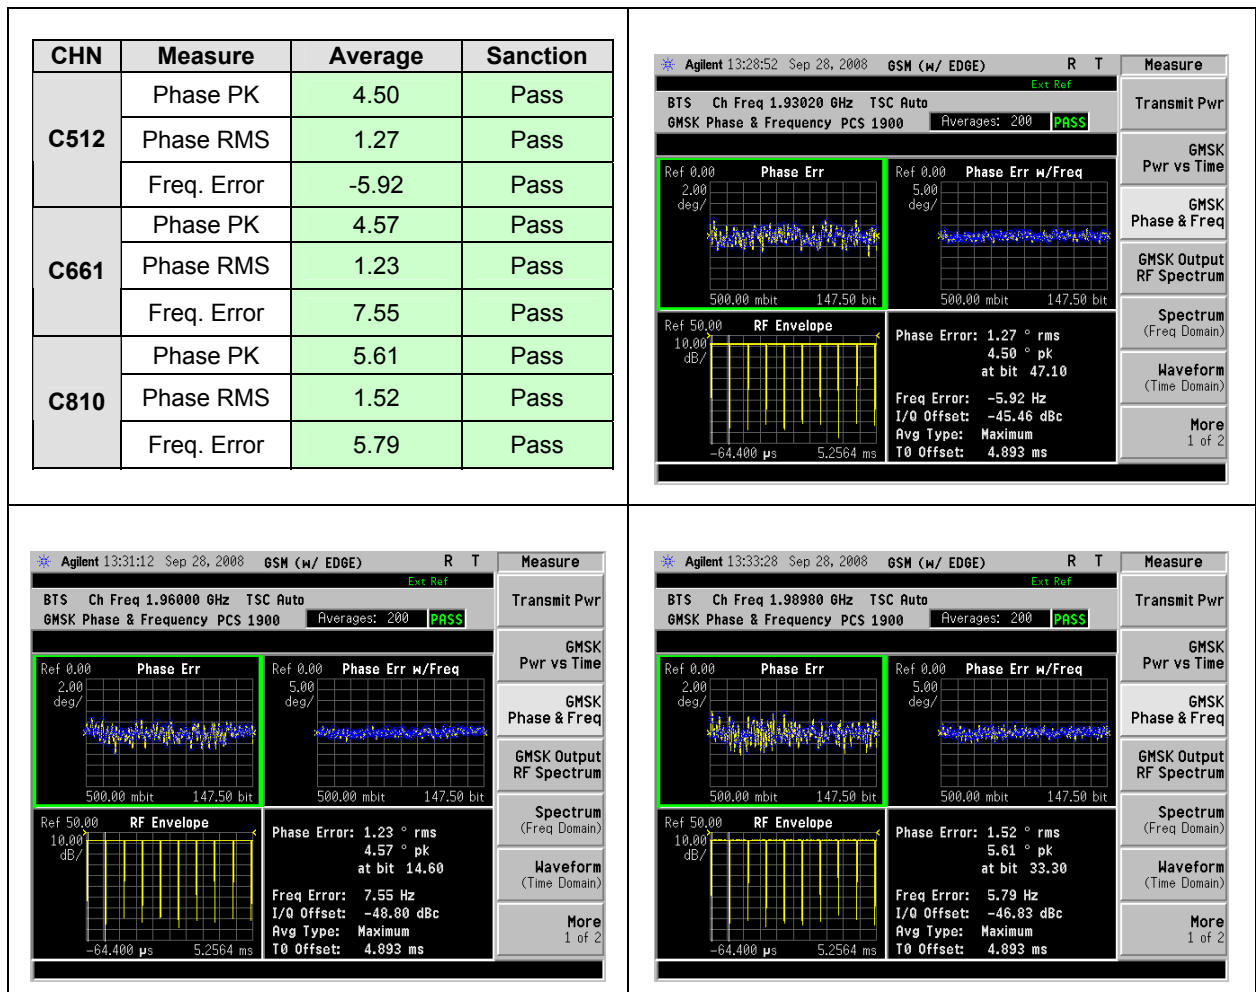 CHN Measure Average Sanction
C512 Phase PK 4.50 Pass
Phase RMS 1.27 Pass
Freq. Error -5.92 Pass
C661 Phase PK 4.57 Pass
Phase RMS 1.23 Pass
Freq. Error 7.55 Pass
C810 Phase PK 5.61 Pass
Phase RMS 1.52 Pass
Freq. Error 5.79 Pass
Agilent 13:28:52 Sep 28, 2008 GSM (w/ EDGE) R T
Ext Ref
BTS Ch Freq 1.93020 GHz TSC Auto
GMSK Phase & Frequency PCS 1900 Averages: 200 PASS
Ref 0.00 Phase Err
2.00
deg/
500.00 mbit 147.50 bit
Ref 0.00 Phase Err w/Freq
5.00
deg/
500.00 mbit 147.50 bit
Ref 50.00 RF Envelope
10.00
dB/
-64.400 µs 5.2564 ms
Phase Error: 1.27 ° rms
4.50 ° pk
at bit 47.10
Freq Error: -5.92 Hz
I/Q Offset: -45.46 dBc
Avg Type: Maximum
T0 Offset: 4.893 ms
Measure
Transmit Pwr
GMSK
Pwr vs Time
GMSK
Phase & Freq
GMSK Output
RF Spectrum
Spectrum
(Freq Domain)
Waveform
(Time Domain)
More
1 of 2
Agilent 13:31:12 Sep 28, 2008 GSM (w/ EDGE) R T
Ext Ref
BTS Ch Freq 1.96000 GHz TSC Auto
GMSK Phase & Frequency PCS 1900 Averages: 200 PASS
Ref 0.00 Phase Err
2.00
deg/
500.00 mbit 147.50 bit
Ref 0.00 Phase Err w/Freq
5.00
deg/
500.00 mbit 147.50 bit
Ref 50.00 RF Envelope
10.00
dB/
-64.400 µs 5.2564 ms
Phase Error: 1.23 ° rms
4.57 ° pk
at bit 14.60
Freq Error: 7.55 Hz
I/Q Offset: -48.80 dBc
Avg Type: Maximum
T0 Offset: 4.893 ms
Measure
Transmit Pwr
GMSK
Pwr vs Time
GMSK
Phase & Freq
GMSK Output
RF Spectrum
Spectrum
(Freq Domain)
Waveform
(Time Domain)
More
1 of 2
Agilent 13:33:28 Sep 28, 2008 GSM (w/ EDGE) R T
Ext Ref
BTS Ch Freq 1.98980 GHz TSC Auto
GMSK Phase & Frequency PCS 1900 Averages: 200 PASS
Ref 0.00 Phase Err
2.00
deg/
500.00 mbit 147.50 bit
Ref 0.00 Phase Err w/Freq
5.00
deg/
500.00 mbit 147.50 bit
Ref 50.00 RF Envelope
10.00
dB/
-64.400 µs 5.2564 ms
Phase Error: 1.52 ° rms
5.61 ° pk
at bit 33.30
Freq Error: 5.79 Hz
I/Q Offset: -46.83 dBc
Avg Type: Maximum
T0 Offset: 4.893 ms
Measure
Transmit Pwr
GMSK
Pwr vs Time
GMSK
Phase & Freq
GMSK Output
RF Spectrum
Spectrum
(Freq Domain)
Waveform
(Time Domain)
More
1 of 2